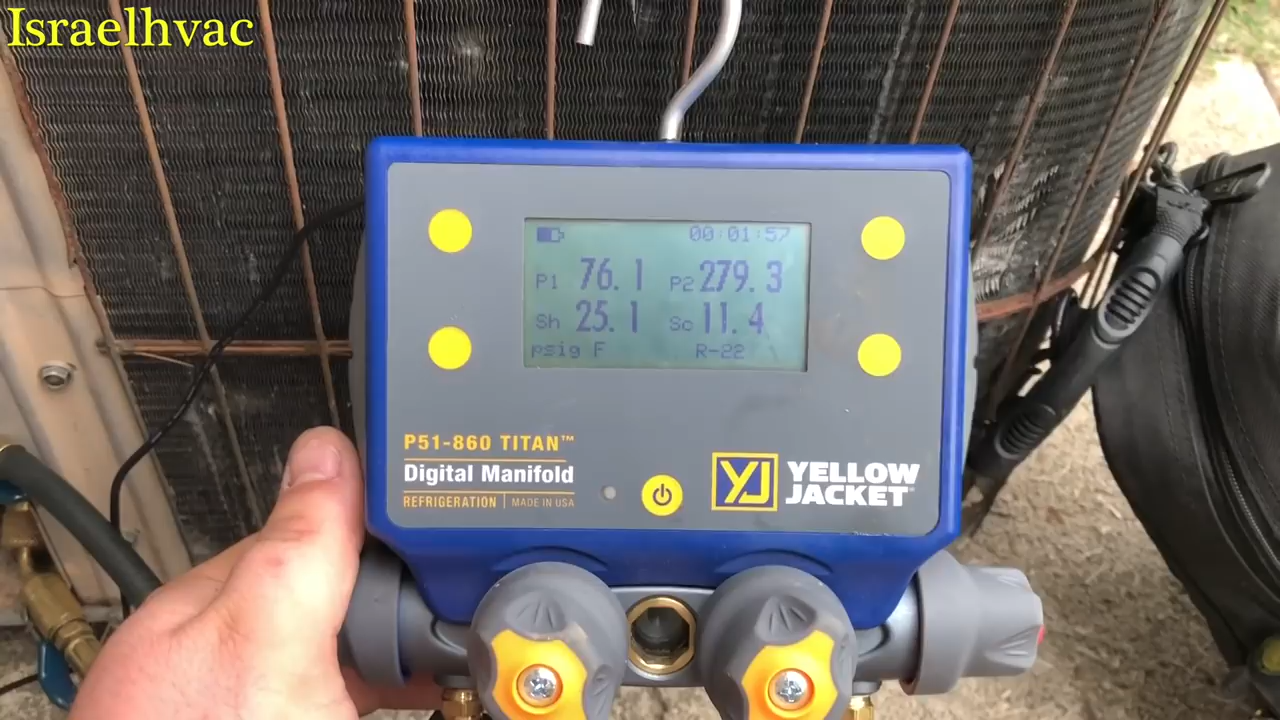 Israelhvac
00:01:57
P1 76.1 P2 279.3
Sh 25.1 Sc 11.4
psig F R-22
P51-860 TITAN™
Digital Manifold
REFRIGERATION | MADE IN USA
YJ YELLOW JACKET®